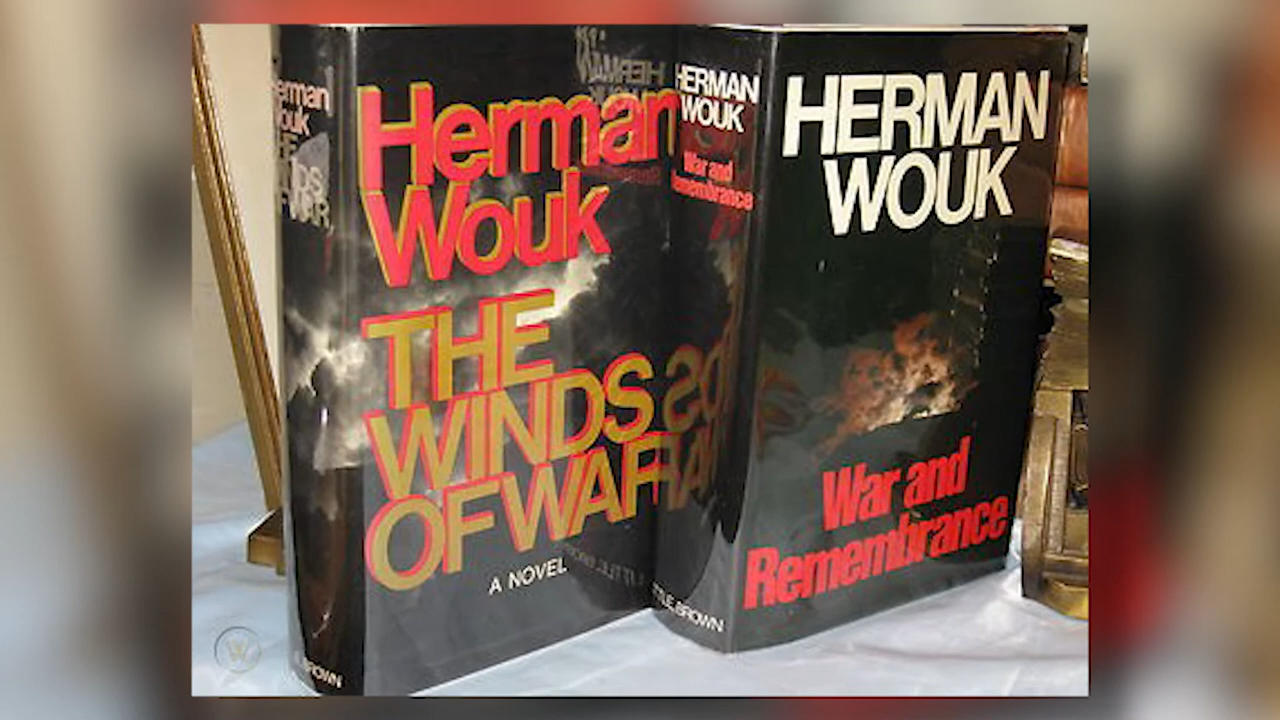 Herman
Wouk
THE
WINDS
OF WAR
A NOVEL
BROWN
HERMAN
WOUK
War and
Remembrance
LITTLE, BROWN
HERMAN
WOUK
War and
Remembrance